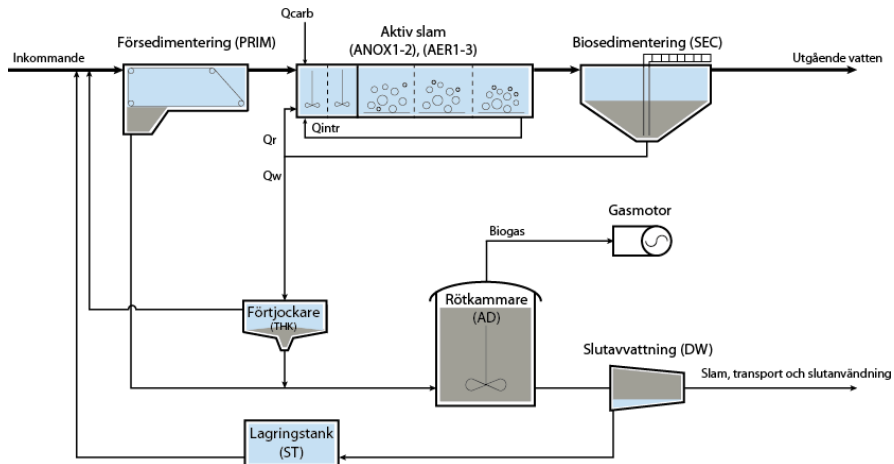 Qcarb
Inkommande
Försedimentering (PRIM)
Aktiv slam
(ANOX1-2), (AER1-3)
Biosedimentering (SEC)
Utgående vatten
Qintr
Qr
Qw
Gasmotor
Biogas
Förtjockare
(THK)
Rötkammare
(AD)
Slutavvattning (DW)
Slam, transport och slutanvändning
Lagringstank
(ST)